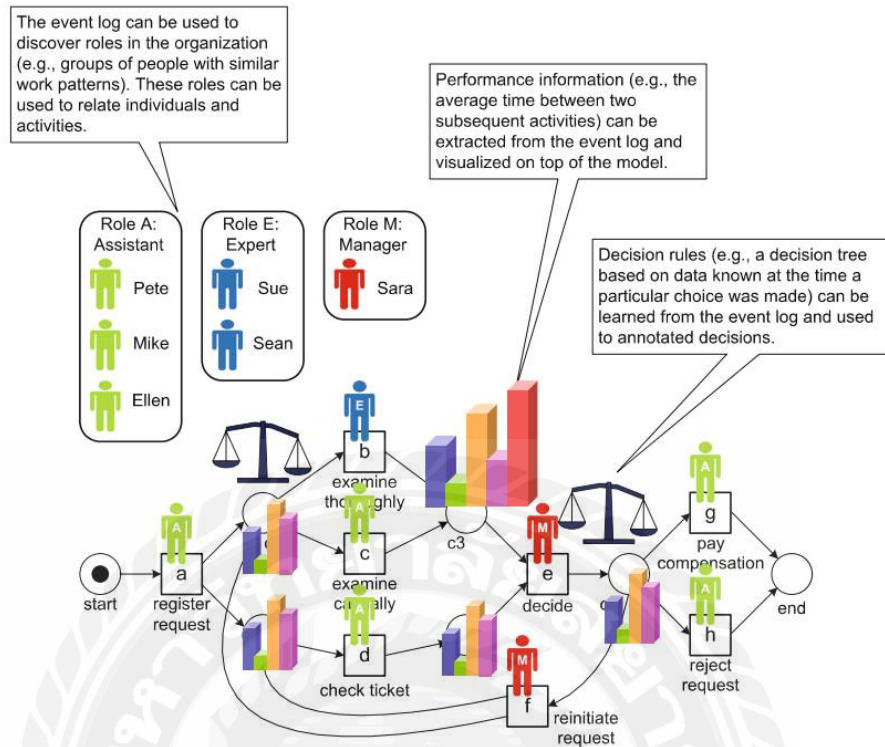 The event log can be used to
discover roles in the organization
(e.g., groups of people with similar
work patterns). These roles can be
used to relate individuals and
activities.
Performance information (e.g., the
average time between two
subsequent activities) can be
extracted from the event log and
visualized on top of the model.
Decision rules (e.g., a decision tree
based on data known at the time a
particular choice was made) can be
learned from the event log and used
to annotated decisions.
Role A:
Assistant
Pete
Mike
Ellen
Role E:
Expert
Sue
Sean
Role M:
Manager
Sara
E
b
examine
thoroughly
A
a
register
request
start
A
c
examine
casually
c3
M
e
decide
A
g
pay
compensation
end
A
d
check ticket
A
h
reject
request
M
f
reinitiate
request